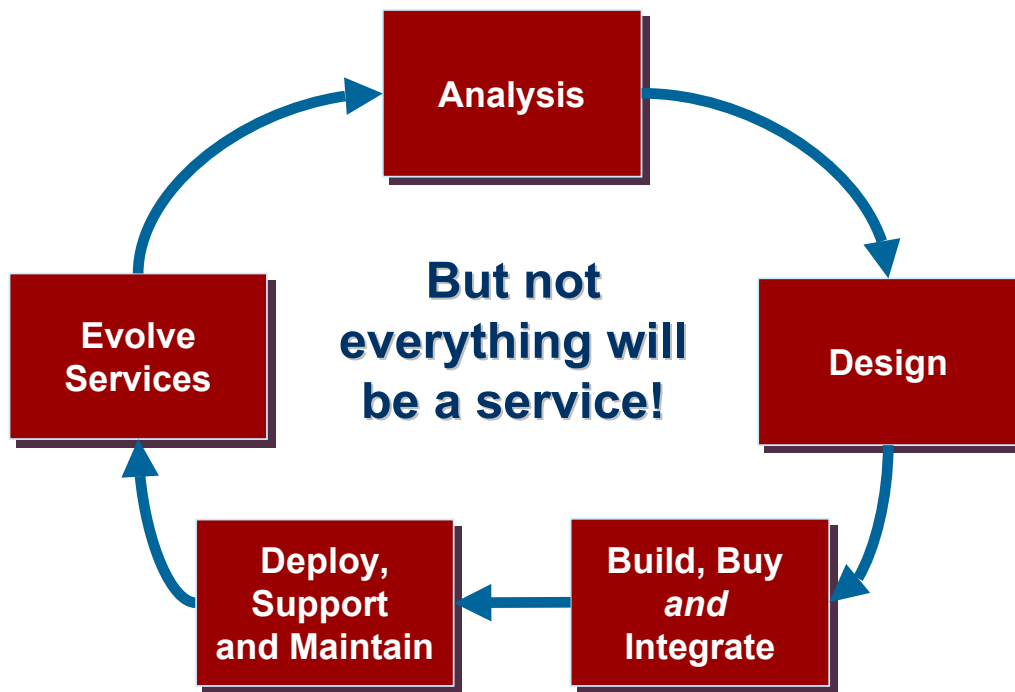 Analysis
But not
everything will
be a service!
Evolve
Services
Design
Deploy,
Support
and Maintain
Build, Buy
and
Integrate